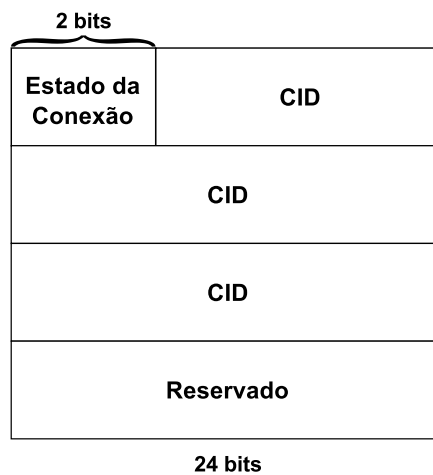 2 bits
Estado da
Conexão
CID
CID
CID
Reservado
24 bits